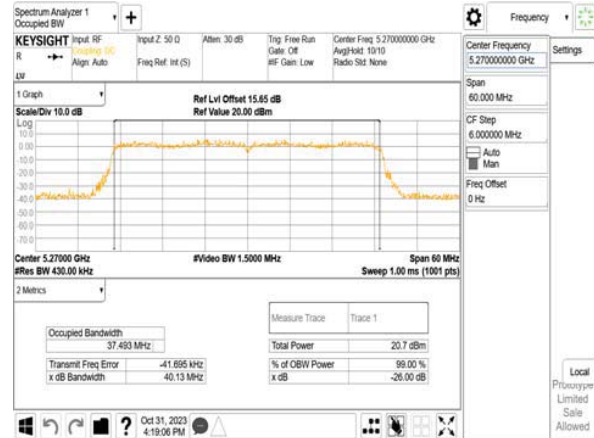 Spectrum Analyzer 1
Occupied BW
+
Frequency
KEYSIGHT
R
LV
Input: RF
Coupling: DC
Align: Auto
Input Z: 50 Ω
Freq Ref: Int (S)
Atten: 30 dB
Trig: Free Run
Gate: Off
#IF Gain: Low
Center Freq: 5.270000000 GHz
Avg|Hold: 10/10
Radio Std: None
Center Frequency
5.270000000 GHz
Settings
Span
60.000 MHz
CF Step
6.000000 MHz
Auto
Man
Freq Offset
0 Hz
1 Graph
Scale/Div 10.0 dB
Ref Lvl Offset 15.65 dB
Ref Value 20.00 dBm
Log
10.0
0.00
-10.0
-20.0
-30.0
-40.0
-50.0
-60.0
-70.0
Center 5.27000 GHz
#Res BW 430.00 kHz
#Video BW 1.5000 MHz
Span 60 MHz
Sweep 1.00 ms (1001 pts)
2 Metrics
Measure Trace
Trace 1
Occupied Bandwidth
37.493 MHz
Total Power
20.7 dBm
Transmit Freq Error
-41.695 kHz
% of OBW Power
99.00 %
x dB Bandwidth
40.13 MHz
x dB
-26.00 dB
Local
Prototype
Limited
Sale
Allowed
?
Oct 31, 2023
4:19:06 PM